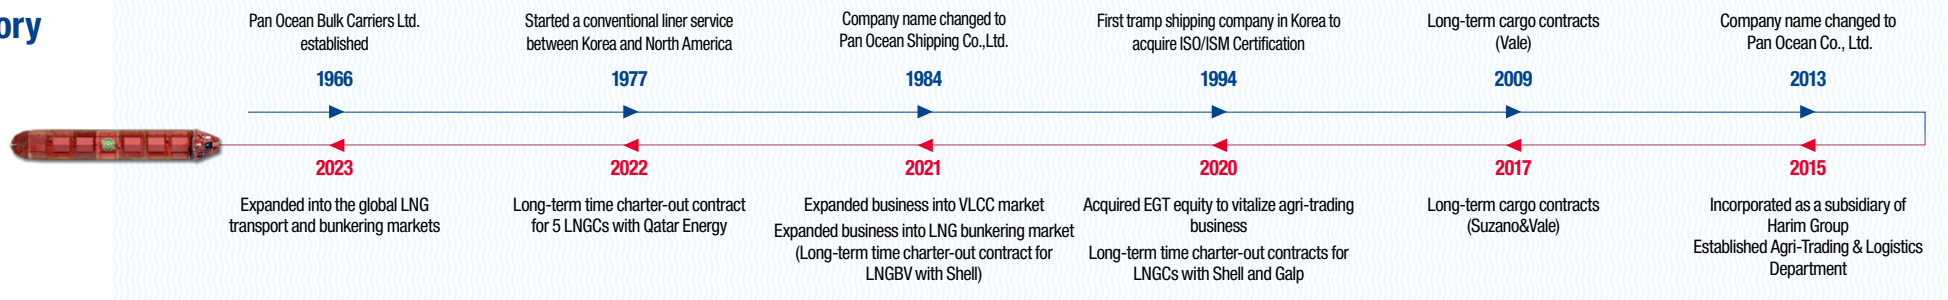 ory
Pan Ocean Bulk Carriers Ltd.
established
1966
Started a conventional liner service
between Korea and North America
1977
Company name changed to
Pan Ocean Shipping Co.,Ltd.
1984
First tramp shipping company in Korea to
acquire ISO/ISM Certification
1994
Long-term cargo contracts
(Vale)
2009
Company name changed to
Pan Ocean Co., Ltd.
2013
2023
Expanded into the global LNG
transport and bunkering markets
2022
Long-term time charter-out contract
for 5 LNGCs with Qatar Energy
2021
Expanded business into VLCC market
Expanded business into LNG bunkering market
(Long-term time charter-out contract for
LNGBV with Shell)
2020
Acquired EGT equity to vitalize agri-trading
business
Long-term time charter-out contracts for
LNGCs with Shell and Galp
2017
Long-term cargo contracts
(Suzano&Vale)
2015
Incorporated as a subsidiary of
Harim Group
Established Agri-Trading & Logistics
Department